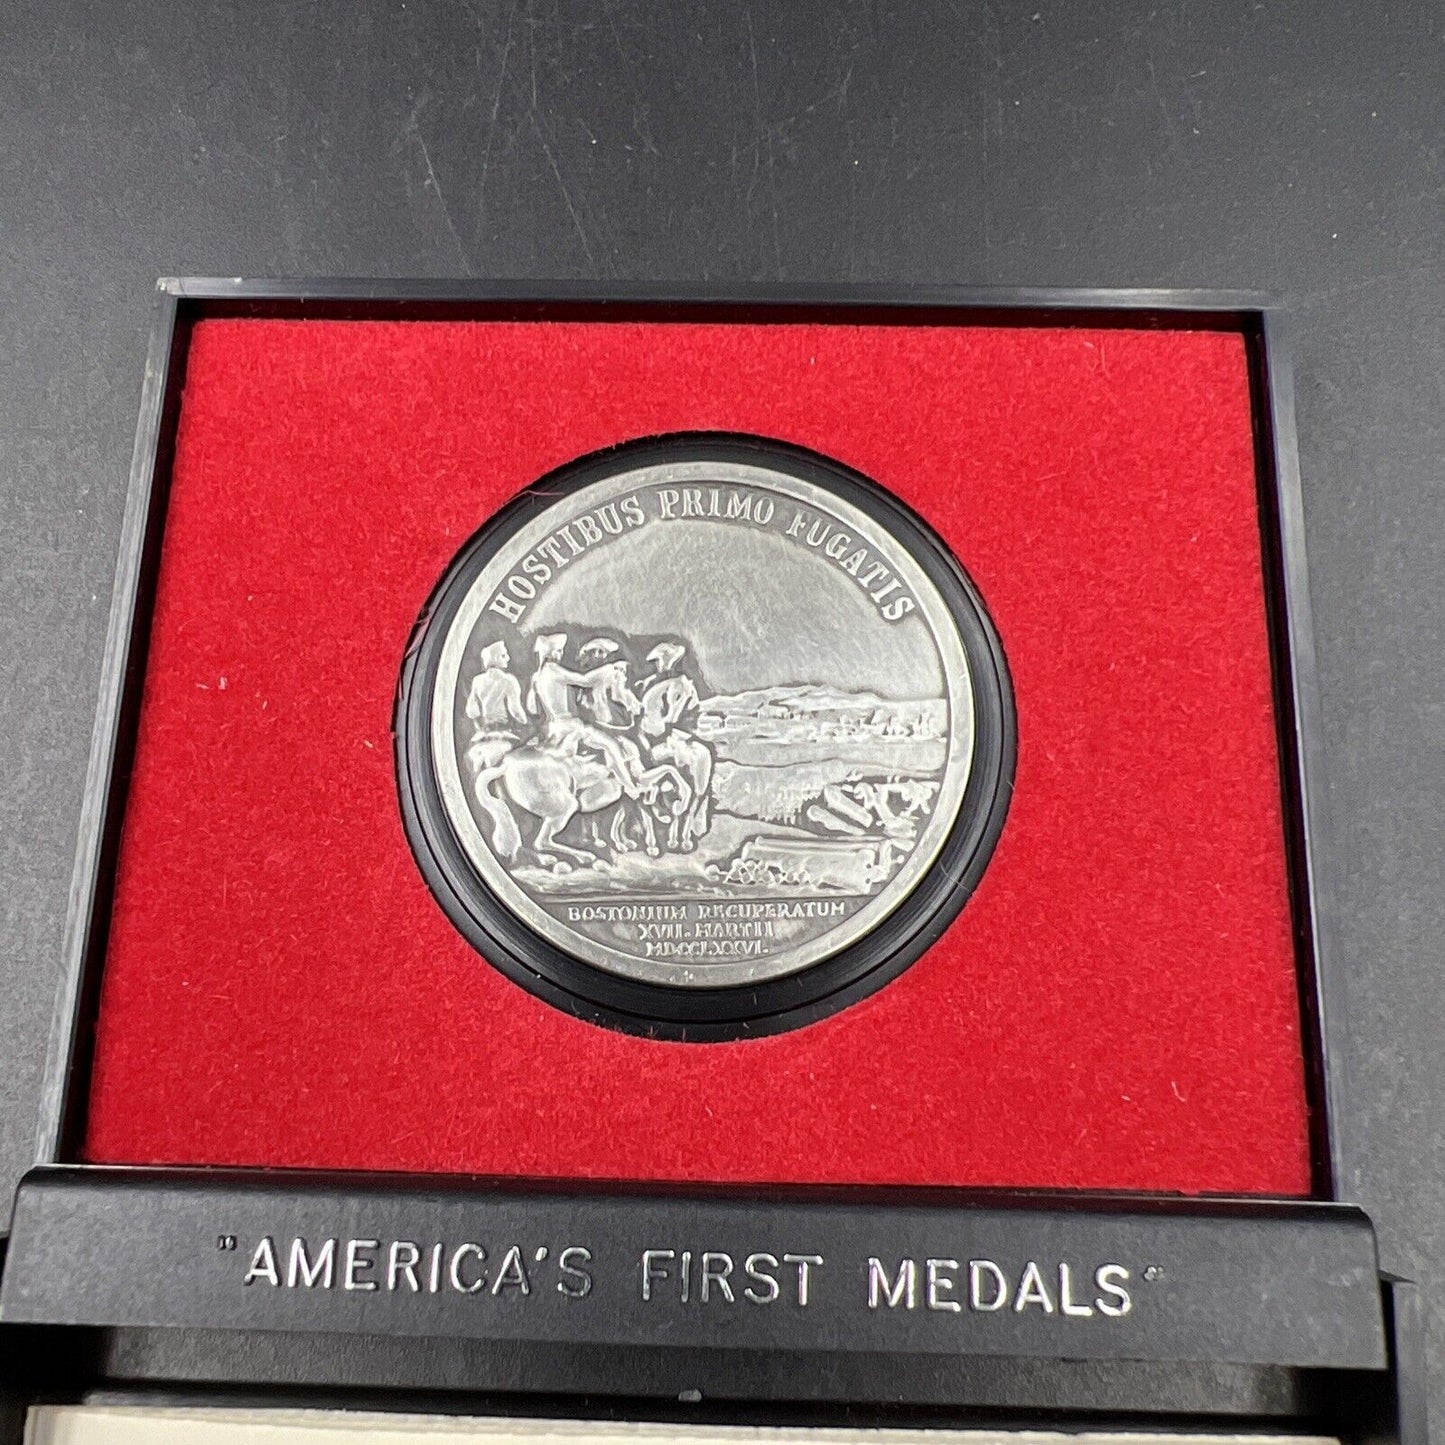 HOSTIBUS PRIMO FUGATIS
BOSTONIUM RECUPERATUM
XVII. MARTII
MDCCLXXVI.
"AMERICA'S FIRST MEDALS"